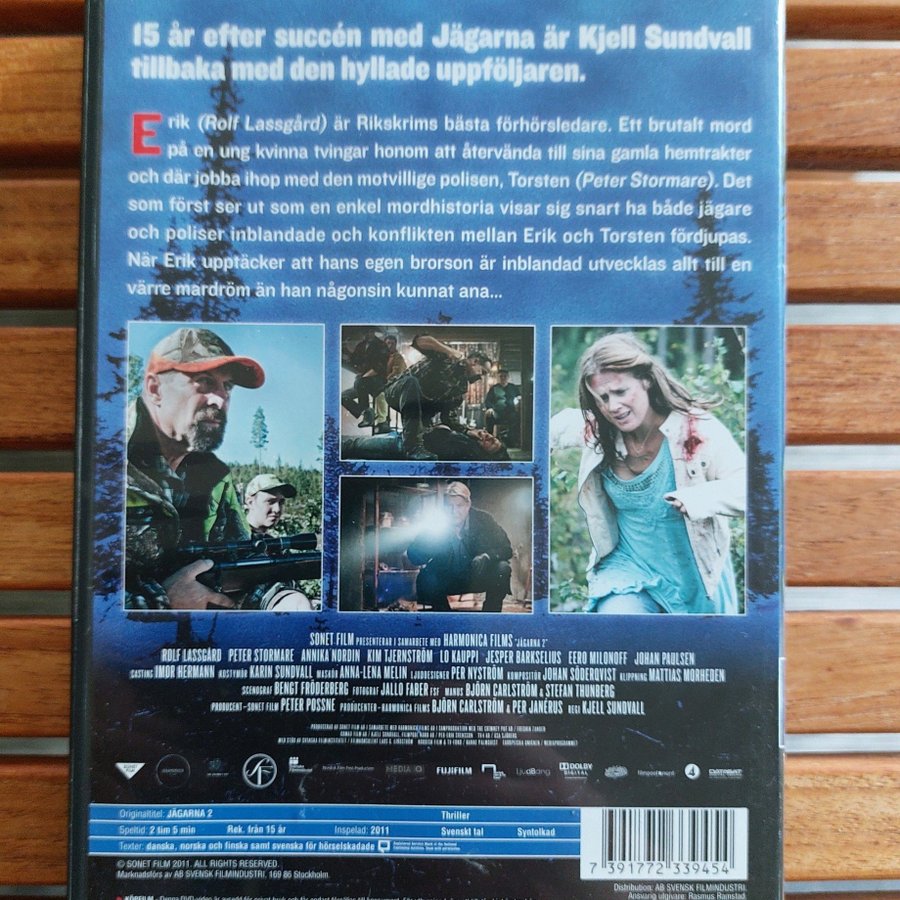 15 år efter succén med Jägarna är Kjell Sundvall
tillbaka med den hyllade uppföljaren.
Erik (Rolf Lassgård) är Rikskrims bästa förhörsledare. Ett brutalt mord
på en ung kvinna tvingar honom att återvända till sina gamla hemtrakter
och där jobba ihop med den motvillige polisen, Torsten (Peter Stormare). Det
som först ser ut som en enkel mordhistoria visar sig snart ha både jägare
och poliser inblandade och konflikten mellan Erik och Torsten fördjupas.
När Erik upptäcker att hans egen brorson är inblandad utvecklas allt till en
värre mardröm än han någonsin kunnat ana...
SONET FILM PRESENTERAR I SAMARBETE MED HARMONICA FILMS "JÄGARNA 2"
ROLF LASSGÅRD PETER STORMARE ANNIKA NORDIN KIM TJERNSTRÖM LO KAUPPI JESPER BARKSELIUS EERO MILONOFF JOHAN PAULSEN
CASTING IMOR HERMANN KOSTYMÖR KARIN SUNDVALL MASKÖR ANNA-LENA MELIN LJUDDESIGNER PER NYSTRÖM KOMPOSITÖR JOHAN SÖDERQVIST KLIPPNING MATTIAS MORHEDEN
SCENOGRAF BENGT FRÖDERBERG FOTOGRAF JALLO FABER FSF MANUS BJÖRN CARLSTRÖM & STEFAN THUNBERG
PRODUCENT-SONET FILM PETER POSSNE PRODUCENTER-HARMONICA FILMS BJÖRN CARLSTRÖM & PER JANÉRUS REGI KJELL SUNDVALL
SF MEDIA FUJIFILM LjudBang DOLBY DIGITAL filmpool nord 4 DATASAT
Originaltitel: JÄGARNA 2 Thriller
Speltid: 2 tim 5 min Rek. från 15 år Inspelad: 2011 Svenskt tal Syntolkad
Texter: danska, norska och finska samt svenska för hörselskadade
© SONET FILM 2011. ALL RIGHTS RESERVED.
Marknadsförs av AB SVENSK FILMINDUSTRI, 169 86 Stockholm.
7 391772 339454
Distribution: AB SVENSK FILMINDUSTRI.
Ansvarig utgivare: Rasmus Ramstad.